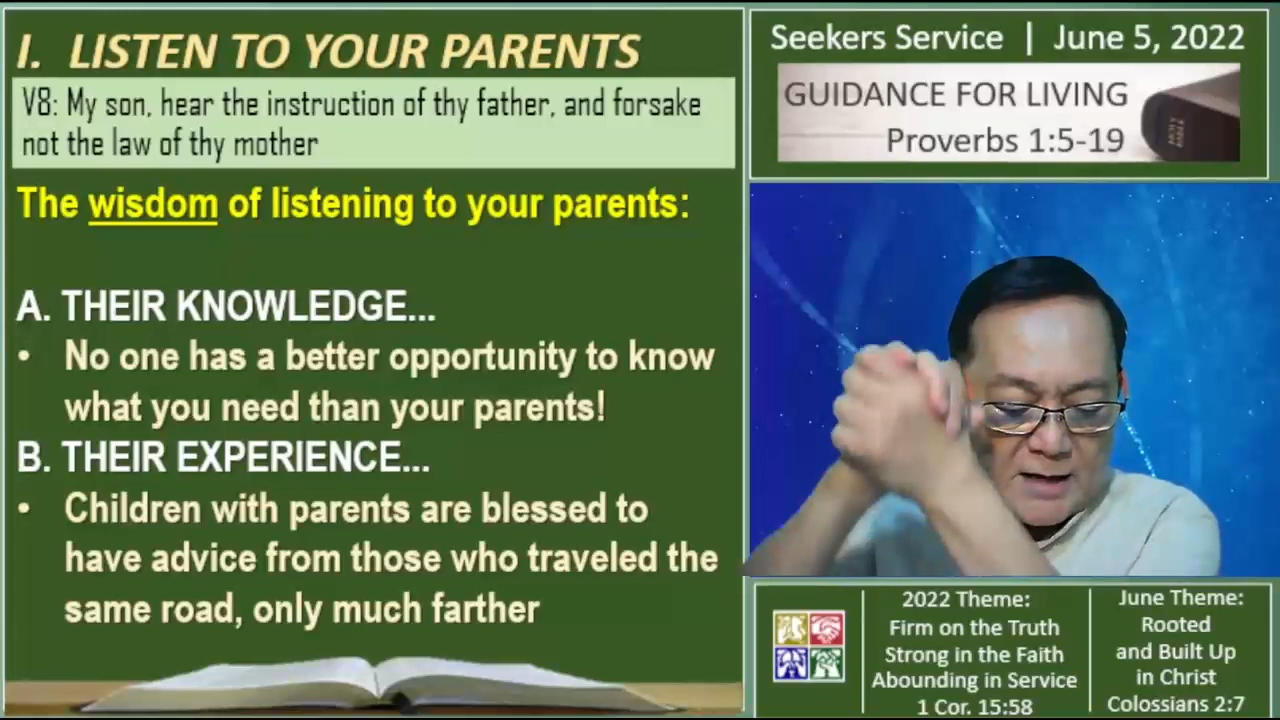 I. LISTEN TO YOUR PARENTS
V8: My son, hear the instruction of thy father, and forsake
not the law of thy mother
The wisdom of listening to your parents:
A. THEIR KNOWLEDGE...
• No one has a better opportunity to know
what you need than your parents!
B. THEIR EXPERIENCE...
• Children with parents are blessed to
have advice from those who traveled the
same road, only much farther
Seekers Service | June 5, 2022
GUIDANCE FOR LIVING
Proverbs 1:5-19
2022 Theme:
Firm on the Truth
Strong in the Faith
Abounding in Service
1 Cor. 15:58
June Theme:
Rooted
and Built Up
in Christ
Colossians 2:7